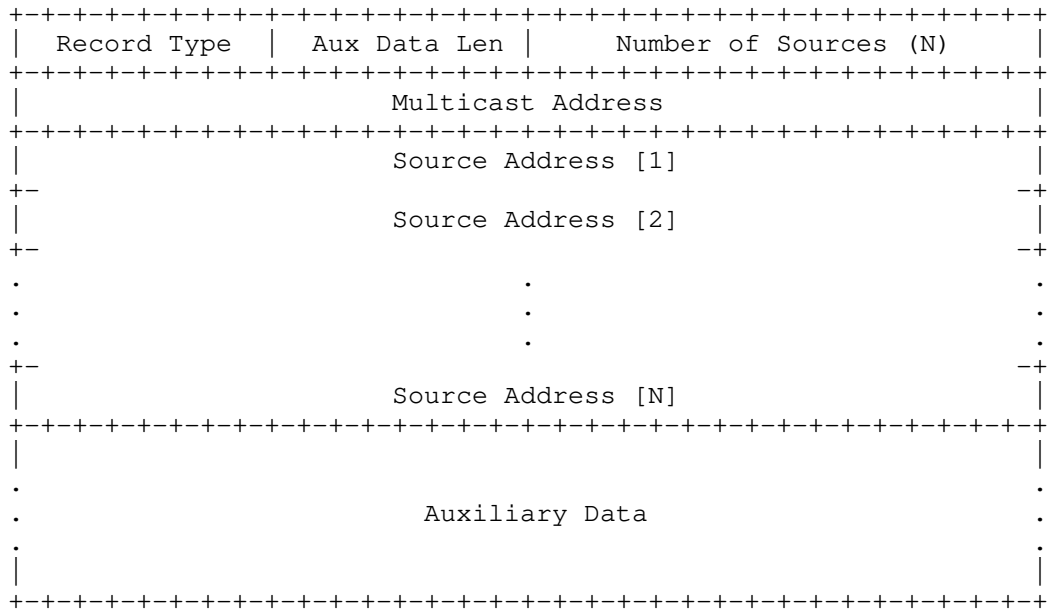 +-+-+-+-+-+-+-+-+-+-+-+-+-+-+-+-+-+-+-+-+-+-+-+-+-+-+-+-+-+-+-+-+
|  Record Type  |  Aux Data Len |     Number of Sources (N)     |
+-+-+-+-+-+-+-+-+-+-+-+-+-+-+-+-+-+-+-+-+-+-+-+-+-+-+-+-+-+-+-+-+
|                       Multicast Address                       |
+-+-+-+-+-+-+-+-+-+-+-+-+-+-+-+-+-+-+-+-+-+-+-+-+-+-+-+-+-+-+-+-+
|                       Source Address [1]                      |
+-                                                             -+
|                       Source Address [2]                      |
+-                                                             -+
.                               .                               .
.                               .                               .
.                               .                               .
+-                                                             -+
|                       Source Address [N]                      |
+-+-+-+-+-+-+-+-+-+-+-+-+-+-+-+-+-+-+-+-+-+-+-+-+-+-+-+-+-+-+-+-+
|                                                               |
.                                                               .
.                         Auxiliary Data                        .
.                                                               .
|                                                               |
+-+-+-+-+-+-+-+-+-+-+-+-+-+-+-+-+-+-+-+-+-+-+-+-+-+-+-+-+-+-+-+-+